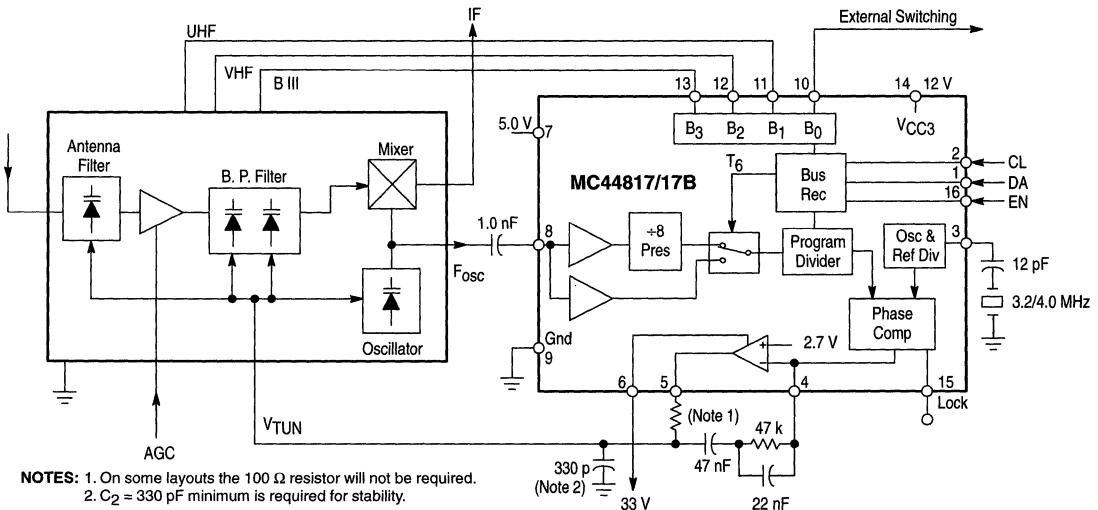 IF
External Switching
UHF
VHF
B III
13
12
11
10
14
12 V
VCC3
5.0 V
7
B3
B2
B1
B0
Antenna
Filter
B. P. Filter
Mixer
MC44817/17B
T6
Bus
Rec
2
CL
1
DA
16
EN
1.0 nF
8
÷8
Pres
Program
Divider
Osc &
Ref Div
3
12 pF
3.2/4.0 MHz
Fosc
Phase
Comp
Oscillator
Gnd
9
2.7 V
6
5
4
15
Lock
AGC
VTUN
(Note 1)
47 nF
47 k
22 nF
330 p
(Note 2)
33 V
NOTES: 1. On some layouts the 100 Ω resistor will not be required.
2. C2 = 330 pF minimum is required for stability.